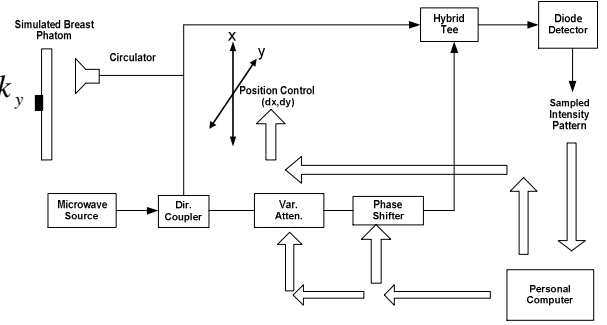 Simulated Breast
Phatom
Circulator
k y
x
y
Position Control
(dx,dy)
Hybrid
Tee
Diode
Detector
Sampled
Intensity
Pattern
Microwave
Source
Dir.
Coupler
Var.
Atten.
Phase
Shifter
Personal
Computer